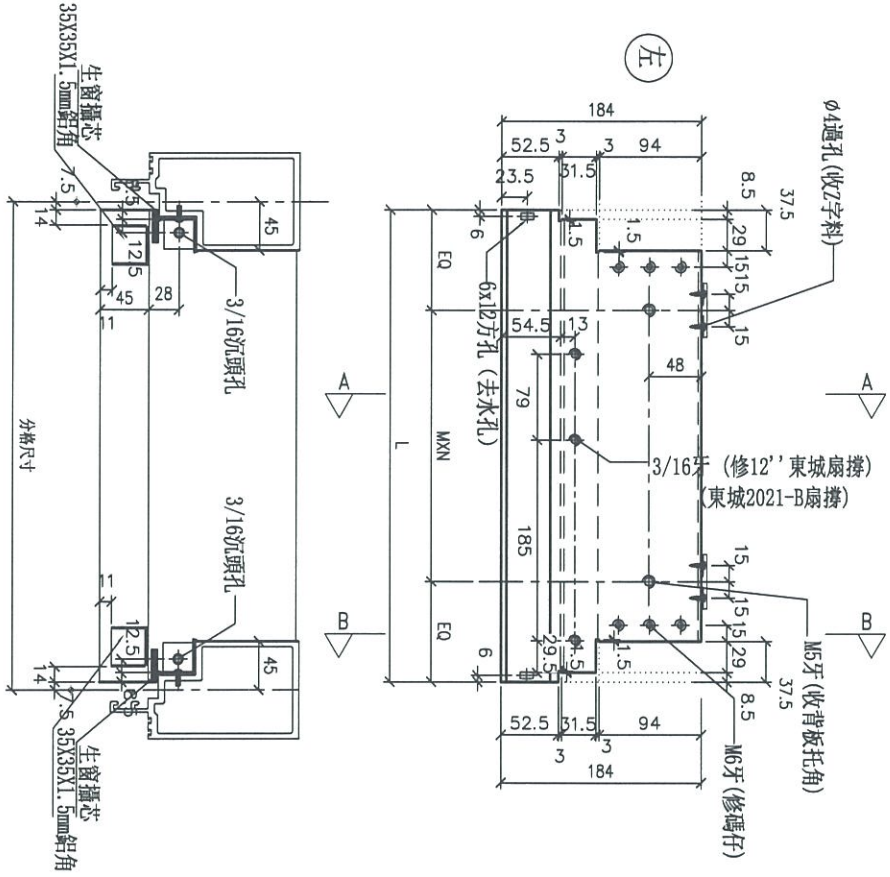 左
ø4過孔(收Z字料)
184
52.5
3
31.5
3
94
23.5
8.5
37.5
29
15
15
15
1.5
1.5
6
EQ
6x12方孔(去水孔)
54.5
13
48
A
A
79
MXN
L
3/16牙 (修12''東城扇撐)
(東城2021-B扇撐)
185
15
15
B
B
EQ
6
29.5
1.5
1.5
15
29
37.5
8.5
M5牙(收背板托角)
M6牙(修碼仔)
52.5
31.5
94
3
3
184
生窗攝芯
35X35X1.5mm鋁角
7.5
14
45
12.5
45
28
11
3/16沉頭孔
分格尺寸
3/16沉頭孔
11
12.5
45
14
7.5
生窗攝芯
35X35X1.5mm鋁角